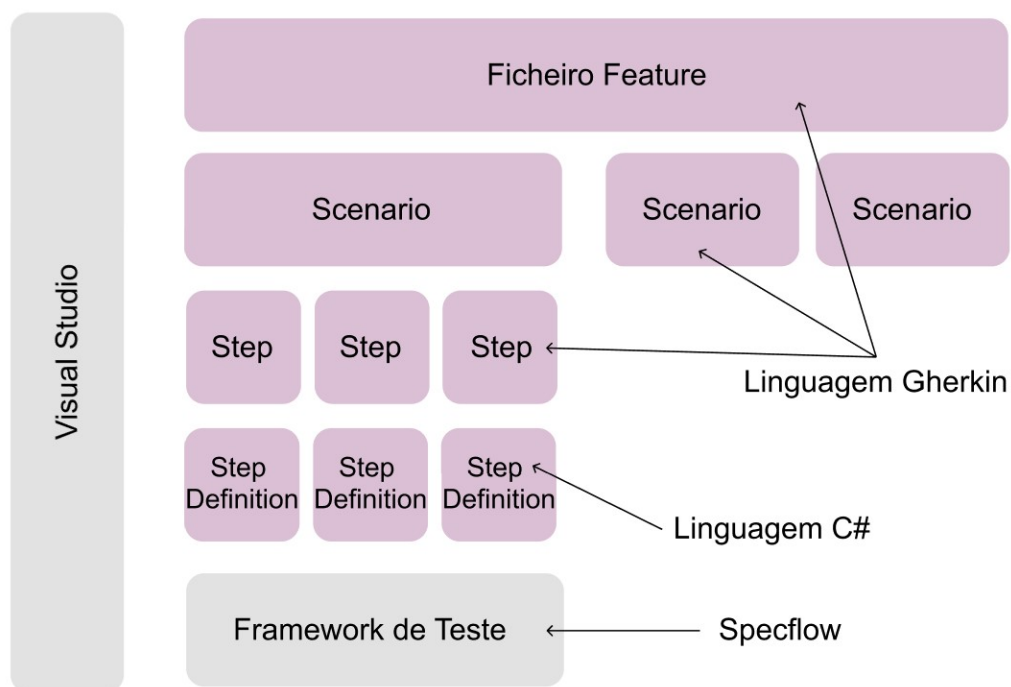 Visual Studio
Ficheiro Feature
Scenario
Scenario
Scenario
Step
Step
Step
Linguagem Gherkin
Step
Definition
Step
Definition
Step
Definition
Linguagem C#
Framework de Teste
Specflow